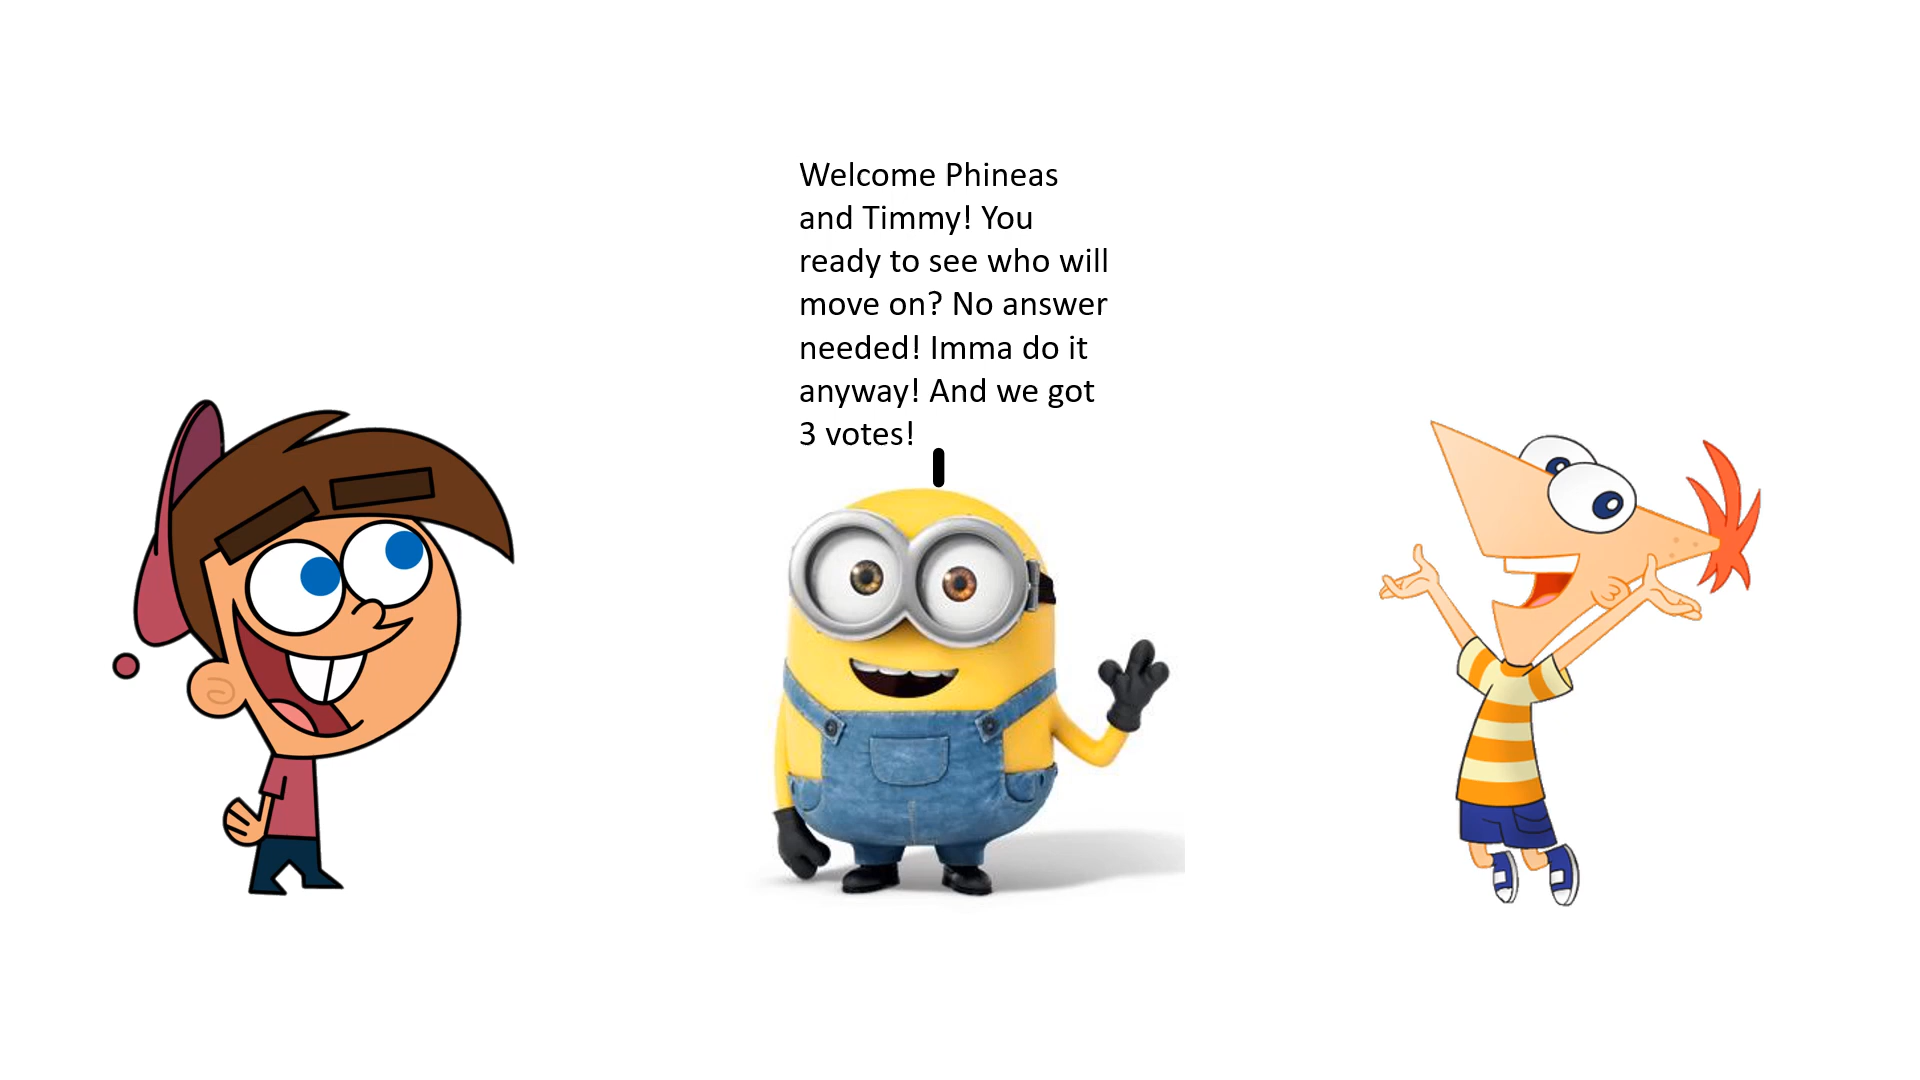 Welcome Phineas
and Timmy! You
ready to see who will
move on? No answer
needed! Imma do it
anyway! And we got
3 votes!